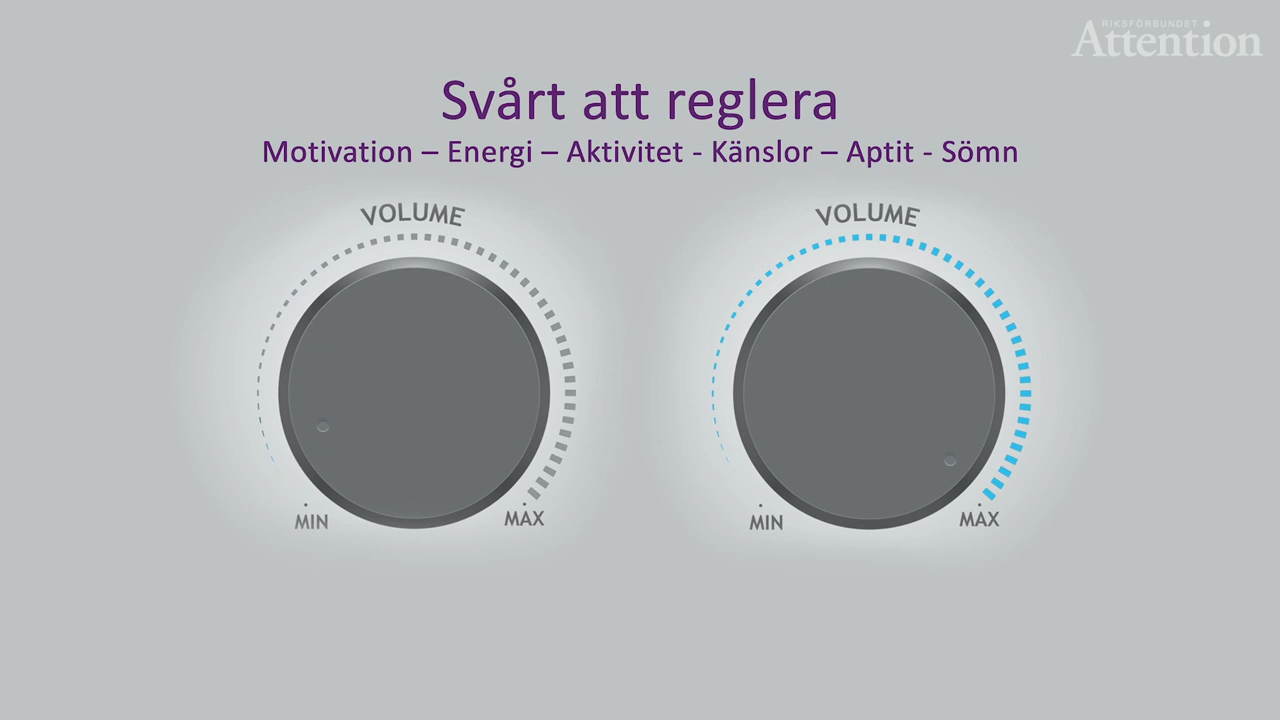 RIKSFÖRBUNDET
Attention
Svårt att reglera
Motivation – Energi – Aktivitet - Känslor – Aptit - Sömn
VOLUME
MIN
MAX
VOLUME
MIN
MAX